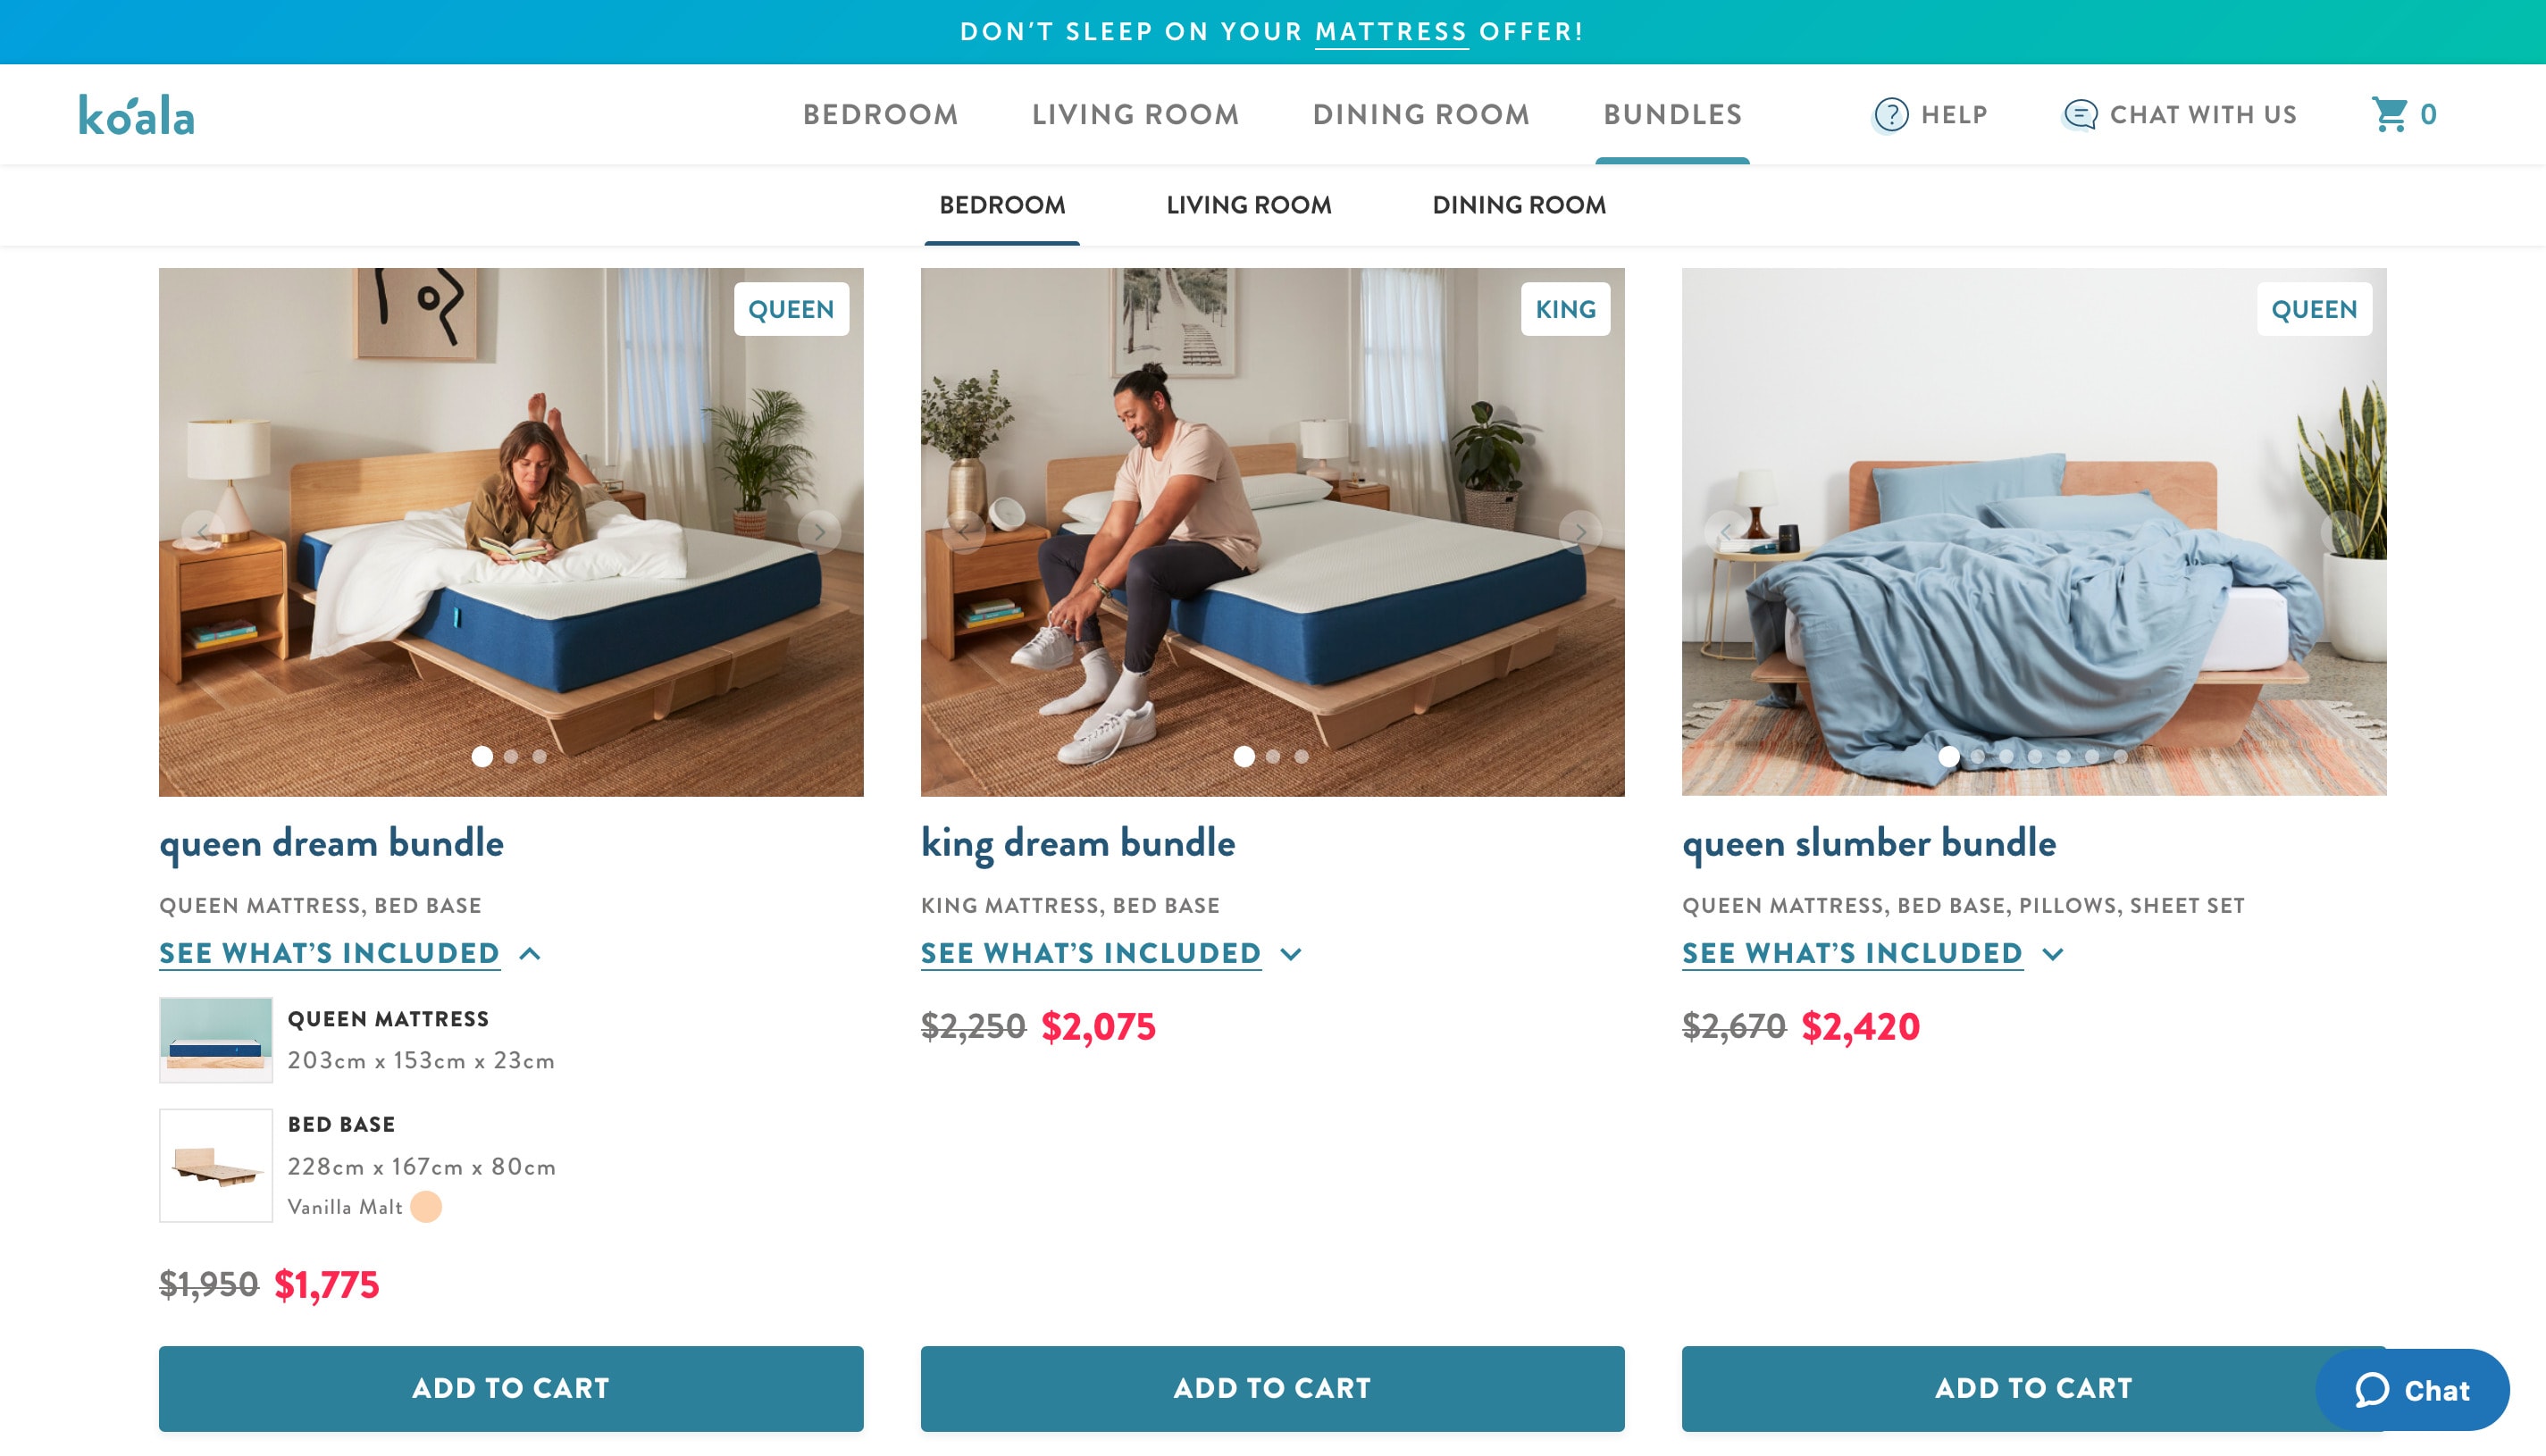 DON'T SLEEP ON YOUR MATTRESS OFFER!
koala
BEDROOM LIVING ROOM DINING ROOM BUNDLES HELP CHAT WITH US 0
BEDROOM LIVING ROOM DINING ROOM
QUEEN
KING
QUEEN
queen dream bundle
QUEEN MATTRESS, BED BASE
SEE WHAT'S INCLUDED
QUEEN MATTRESS
203cm x 153cm x 23cm
BED BASE
228cm x 167cm x 80cm
Vanilla Malt
$1,950 $1,775
ADD TO CART
king dream bundle
KING MATTRESS, BED BASE
SEE WHAT'S INCLUDED
$2,250 $2,075
ADD TO CART
queen slumber bundle
QUEEN MATTRESS, BED BASE, PILLOWS, SHEET SET
SEE WHAT'S INCLUDED
$2,670 $2,420
ADD TO CART
Chat